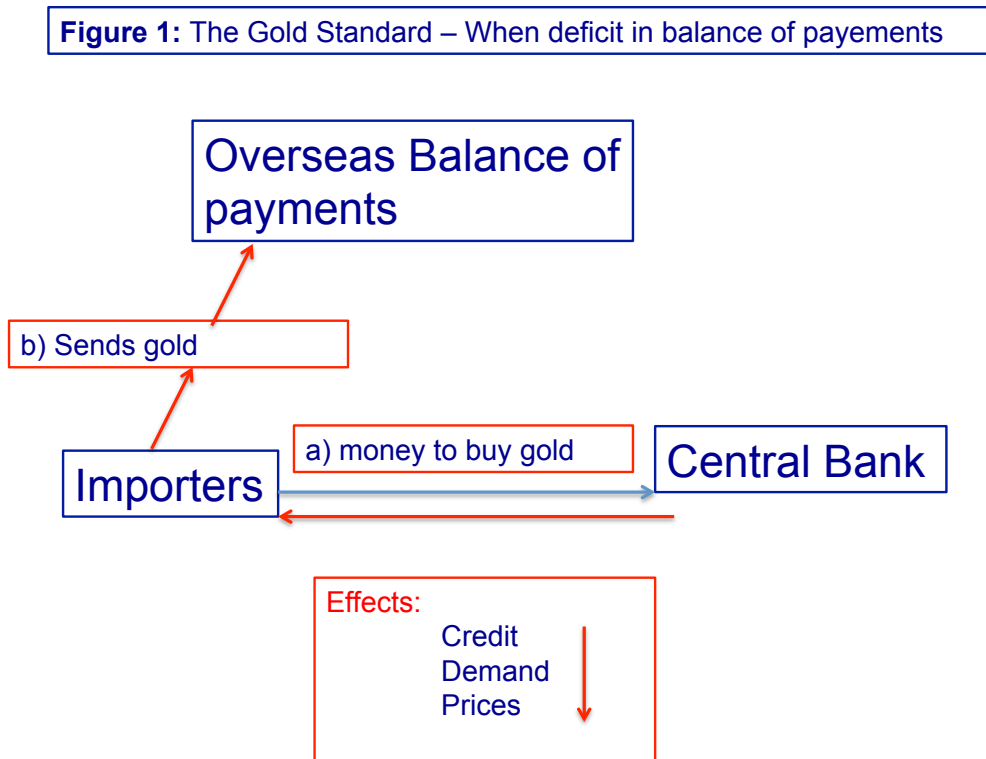 Figure 1: The Gold Standard – When deficit in balance of payements
Overseas Balance of
payments
b) Sends gold
a) money to buy gold
Importers
Central Bank
Effects:
Credit
Demand
Prices